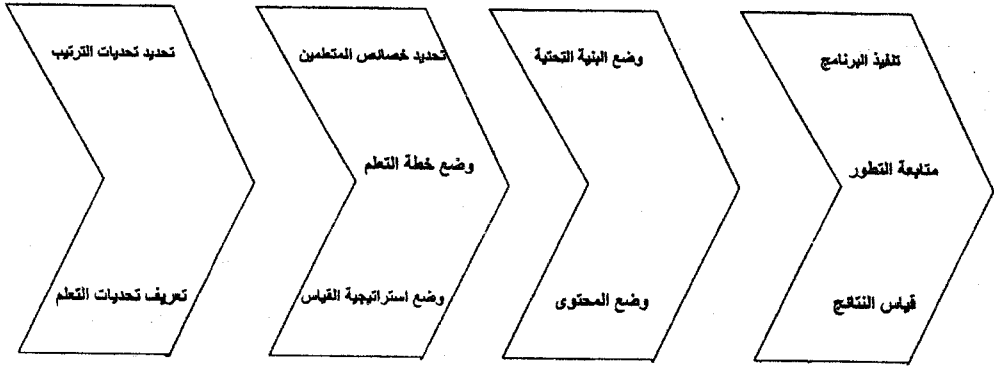 تحديد تحديات الترتيب
تعريف تحديات التعلم
تحديد خصائص المتعلمين
وضع خطة التعلم
وضع استراتيجية القياس
وضع البنية التحتية
وضع المحتوى
تنفيذ البرنامج
متابعة التطور
قياس النتائج